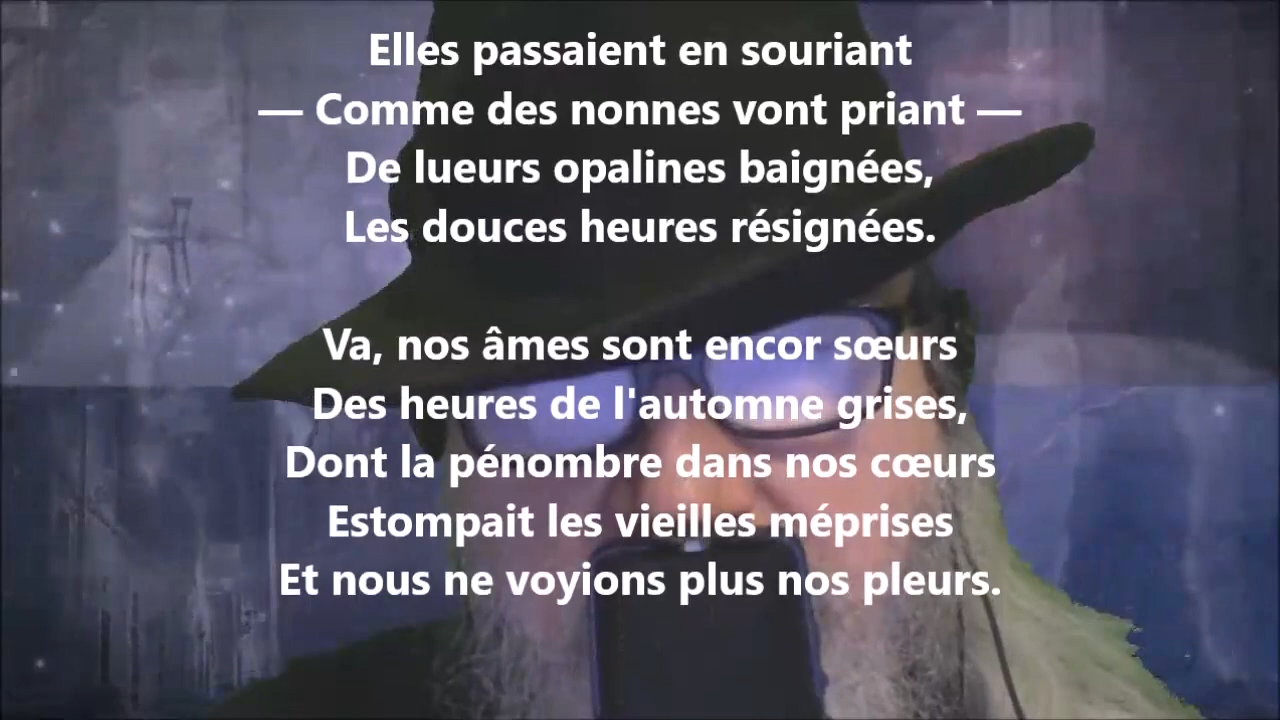 Elles passaient en souriant
— Comme des nonnes vont priant —
De lueurs opalines baignées,
Les douces heures résignées.
Va, nos âmes sont encor sœurs
Des heures de l'automne grises,
Dont la pénombre dans nos cœurs
Estompait les vieilles méprises
Et nous ne voyions plus nos pleurs.